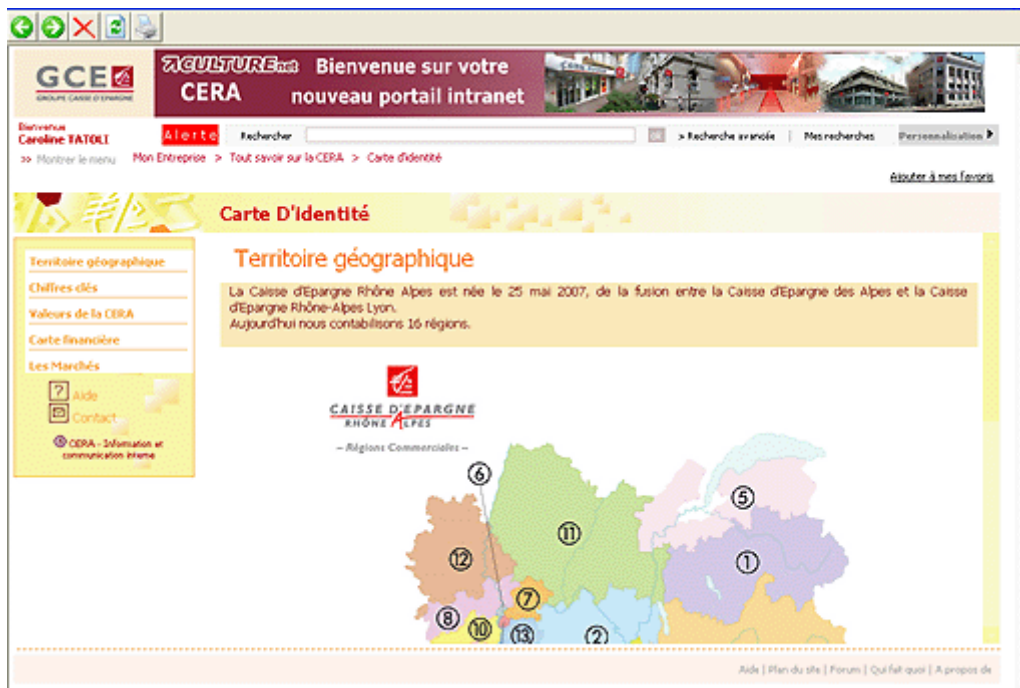 GCE
GROUPE CAISSE D'EPARGNE
CULTUREnet
CERA
Bienvenue sur votre
nouveau portail intranet
Bienvenue
Caroline TATOLI
Alerte
Rechercher
> Recherche avancée | Mes recherches
Personnalisation
>> Montrer le menu
Mon Entreprise > Tout savoir sur la CERA > Carte d'identité
Ajouter à mes favoris
Carte D'identité
Territoire géographique
Chiffres clés
Valeurs de la CERA
Carte financière
Les Marchés
? Aide
Contact
CERA - Information et
communication interne
Territoire géographique
La Caisse d'Epargne Rhône Alpes est née le 25 mai 2007, de la fusion entre la Caisse d'Epargne des Alpes et la Caisse
d'Epargne Rhône-Alpes Lyon.
Aujourd'hui nous contabilisons 16 régions.
CAISSE D'EPARGNE
RHÔNE ALPES
– Régions Commerciales –
6
5
11
12
1
7
8
10
13
2
Aide | Plan du site | Forum | Qui fait quoi | A propos de